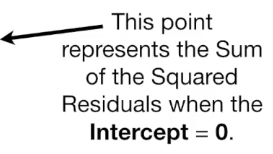 This point
represents the Sum
of the Squared
Residuals when the
Intercept = 0.